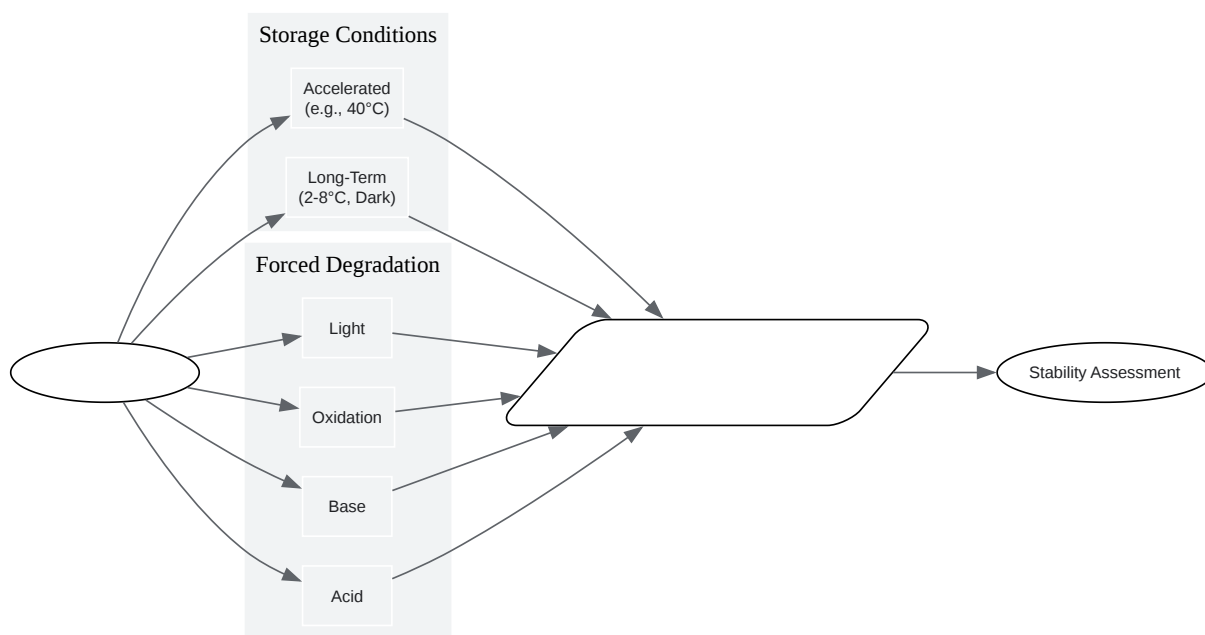 Storage Conditions
Accelerated
(e.g., 40°C)
Long-Term
(2-8°C, Dark)
Forced Degradation
Light
Oxidation
Base
Acid
Stability Assessment